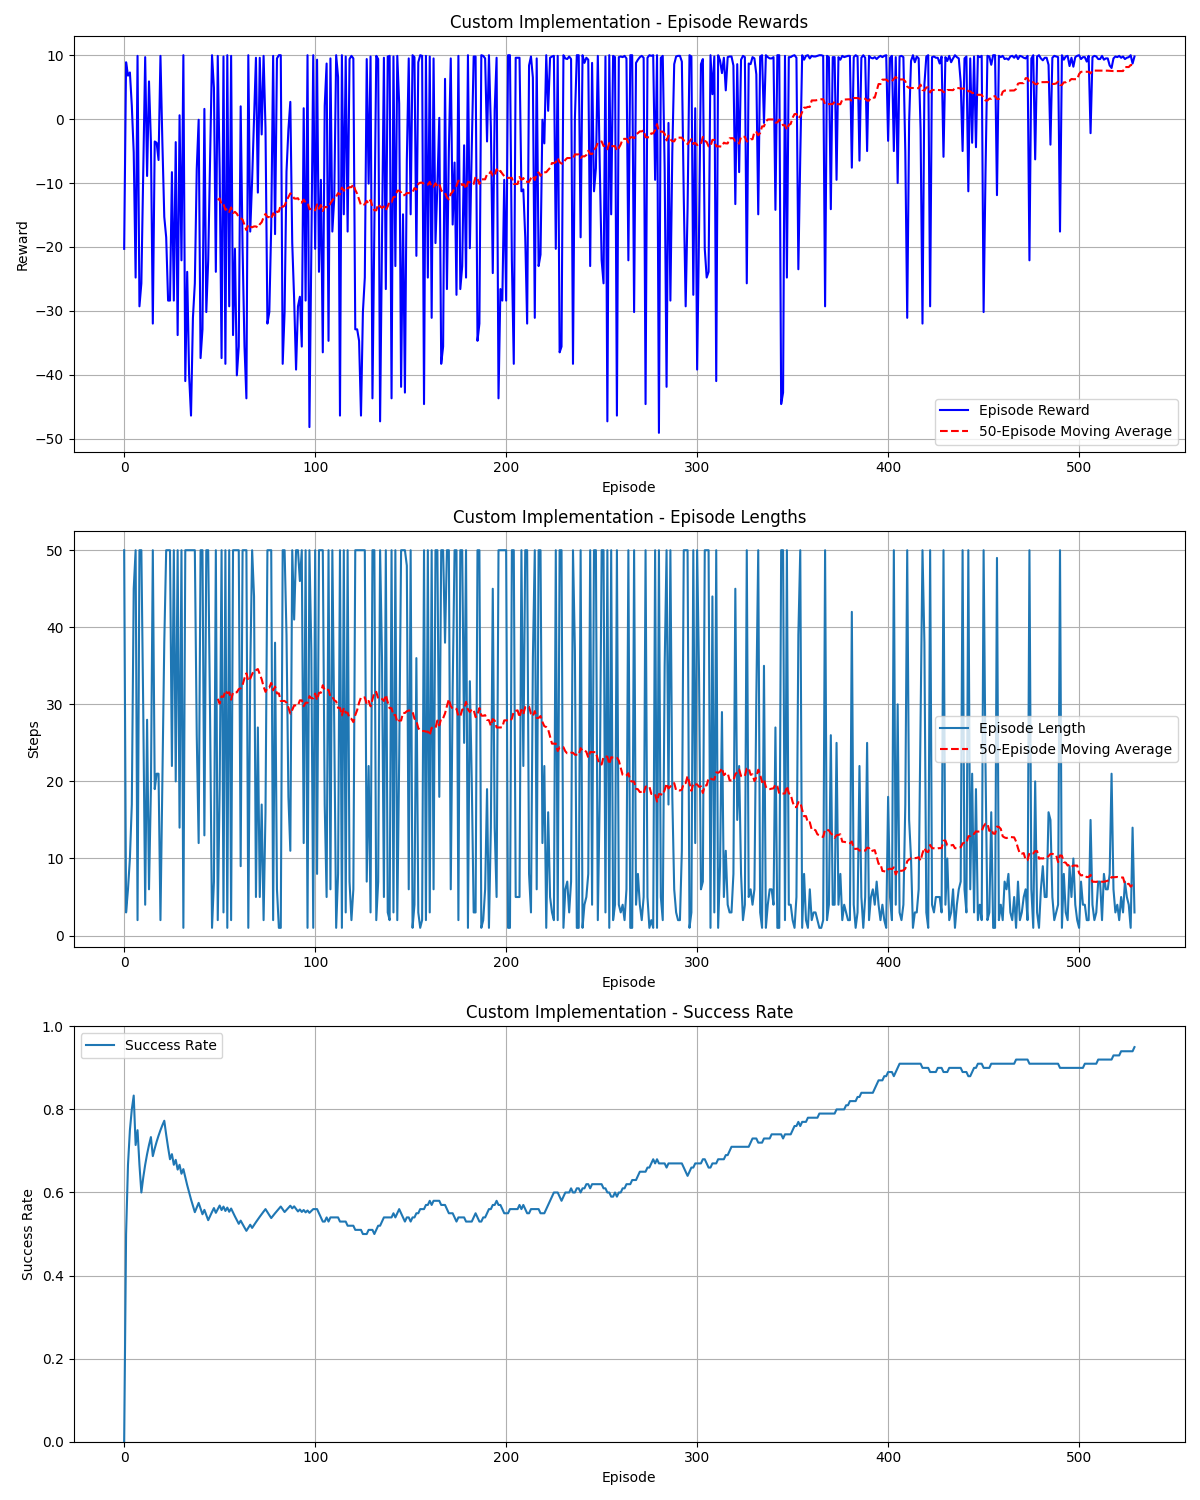 Custom Implementation - Episode Rewards
10
0
−10
−20
−30
−40
−50
Reward
Episode Reward
50-Episode Moving Average
0 100 200 300 400 500
Episode
Custom Implementation - Episode Lengths
50
40
30
20
10
0
Steps
Episode Length
50-Episode Moving Average
0 100 200 300 400 500
Episode
Custom Implementation - Success Rate
1.0
0.8
0.6
0.4
0.2
0.0
Success Rate
Success Rate
0 100 200 300 400 500
Episode